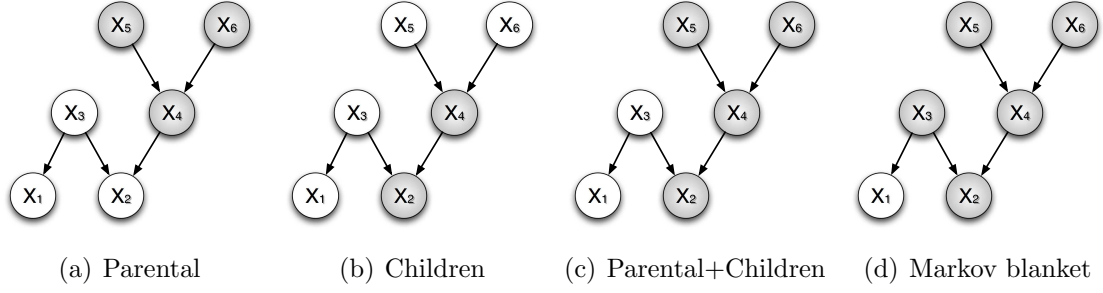 X₅ X₆ X₅ X₆ X₅ X₆ X₅ X₆
X₃ X₄ X₃ X₄ X₃ X₄ X₃ X₄
X₁ X₂ X₁ X₂ X₁ X₂ X₁ X₂
(a) Parental (b) Children (c) Parental+Children (d) Markov blanket